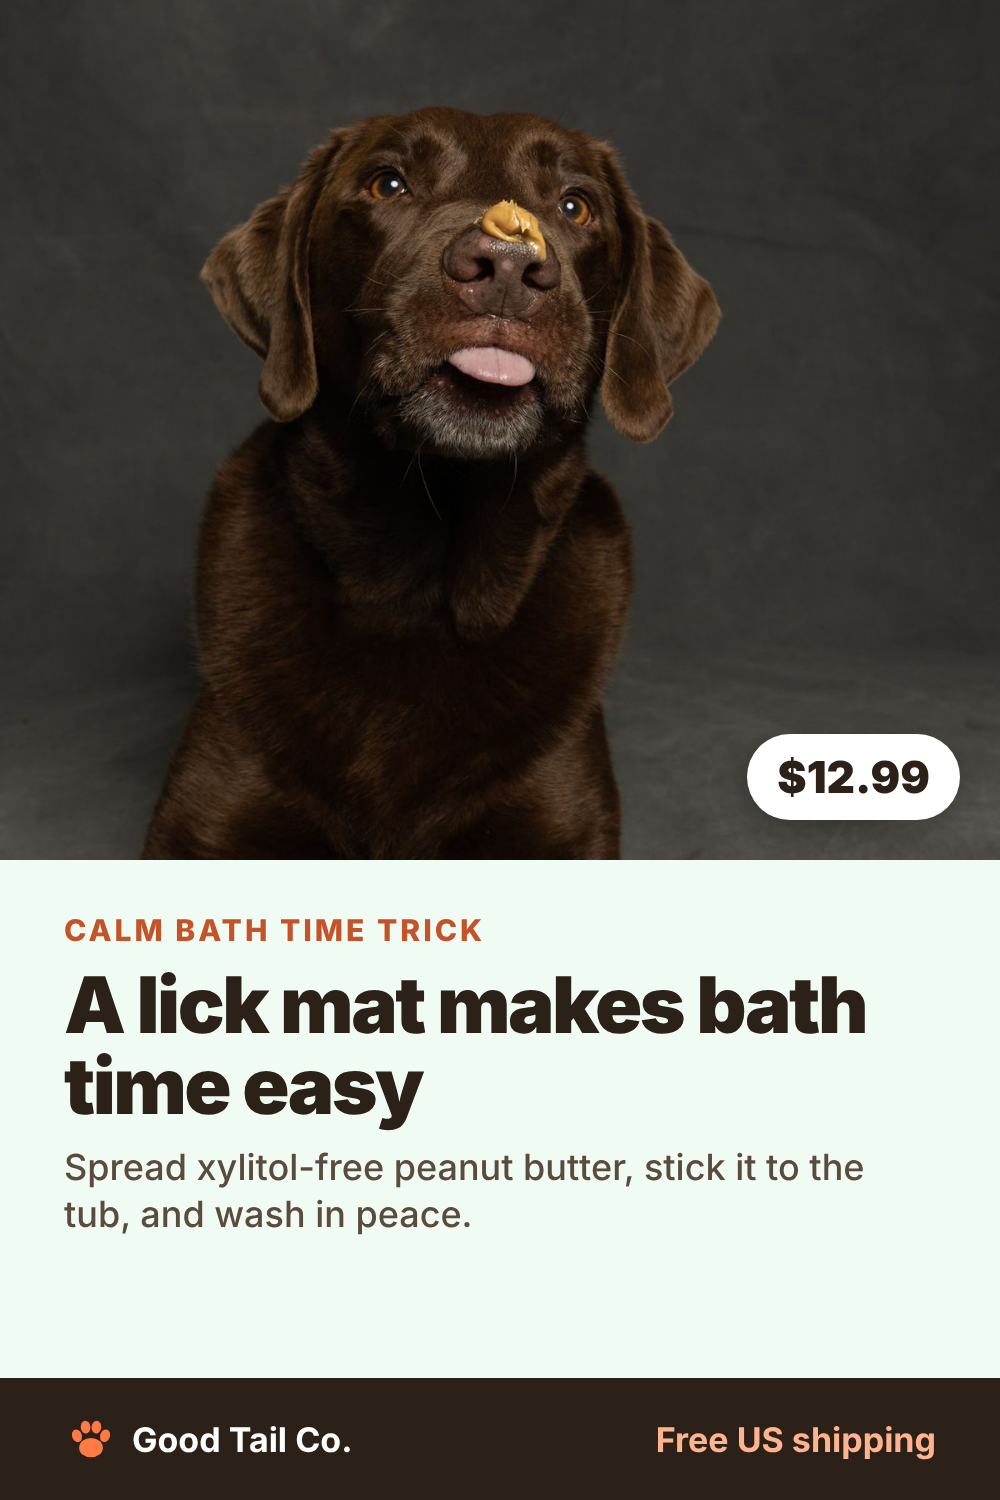 $12.99
CALM BATH TIME TRICK
A lick mat makes bath
time easy
Spread xylitol-free peanut butter, stick it to the
tub, and wash in peace.
Good Tail Co.
Free US shipping